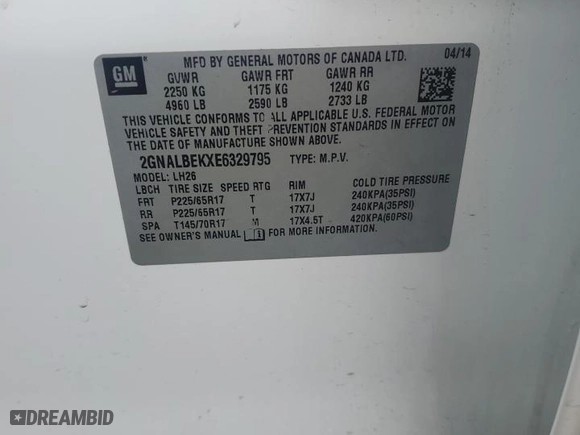 GM
MFD BY GENERAL MOTORS OF CANADA LTD. 04/14
GVWR GAWR FRT GAWR RR
2250 KG 1175 KG 1240 KG
4960 LB 2590 LB 2733 LB
THIS VEHICLE CONFORMS TO ALL APPLICABLE U.S. FEDERAL MOTOR
VEHICLE SAFETY AND THEFT PREVENTION STANDARDS IN EFFECT ON
THE DATE OF MANUFACTURE SHOWN ABOVE.
2GNALBEKXE6329795 TYPE: M.P.V.
MODEL: LH26
LBCH TIRE SIZE SPEED RTG RIM COLD TIRE PRESSURE
FRT P225/65R17 T 17X7J 240KPA(35PSI)
RR P225/65R17 T 17X7J 240KPA(35PSI)
SPA T145/70R17 M 17X4.5T 420KPA(60PSI)
SEE OWNER'S MANUAL FOR MORE INFORMATION.
DREAMBID